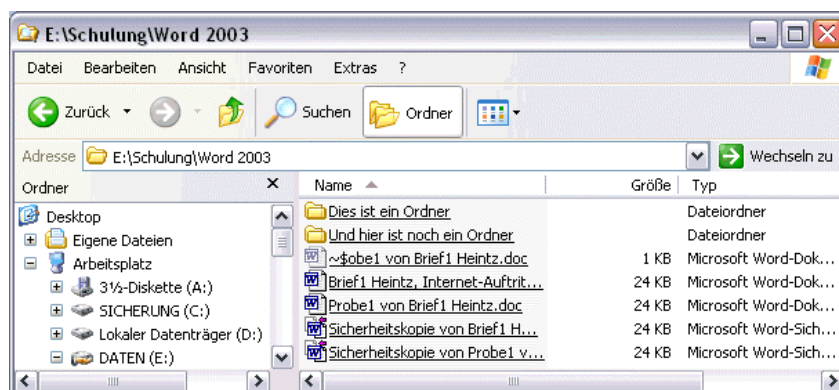 E:\Schulung\Word 2003
Datei Bearbeiten Ansicht Favoriten Extras ?
Zurück Suchen Ordner
Adresse E:\Schulung\Word 2003 Wechseln zu
Ordner
Desktop
Eigene Dateien
Arbeitsplatz
3½-Diskette (A:)
SICHERUNG (C:)
Lokaler Datenträger (D:)
DATEN (E:)
Name Größe Typ
Dies ist ein Ordner Dateiordner
Und hier ist noch ein Ordner Dateiordner
~$obe1 von Brief1 Heintz.doc 1 KB Microsoft Word-Dok...
Brief1 Heintz, Internet-Auftrit... 24 KB Microsoft Word-Dok...
Probe1 von Brief1 Heintz.doc 24 KB Microsoft Word-Dok...
Sicherheitskopie von Brief1 H... 24 KB Microsoft Word-Sich...
Sicherheitskopie von Probe1 v... 24 KB Microsoft Word-Sich...